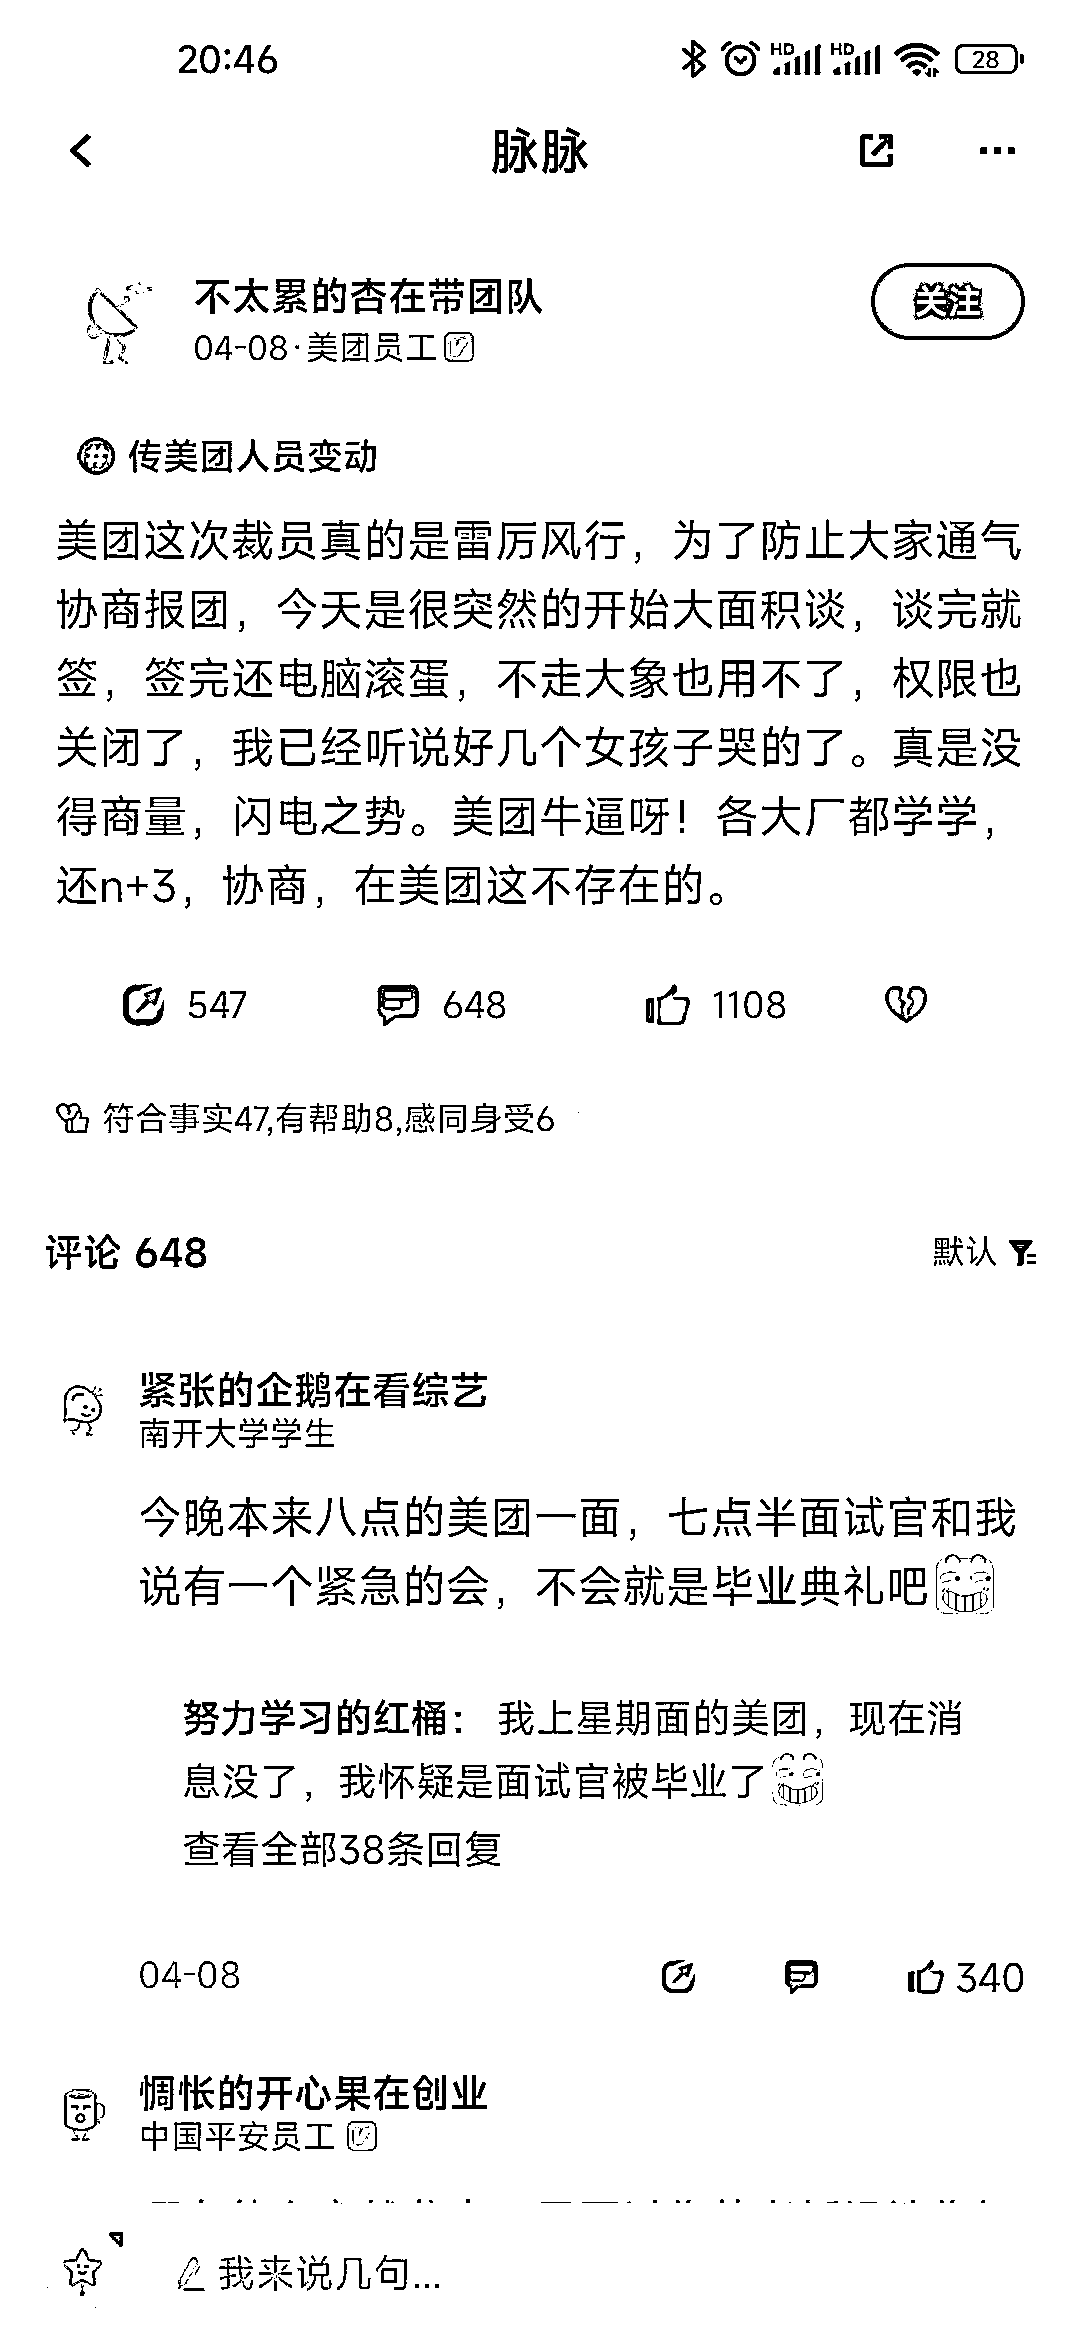 20:46
HD HD 28
脉脉
不太累的杏在带团队
关注
04-08·美团员工
传美团人员变动
美团这次裁员真的是雷厉风行，为了防止大家通气
协商报团，今天是很突然的开始大面积谈，谈完就
签，签完还电脑滚蛋，不走大象也用不了，权限也
关闭了，我已经听说好几个女孩子哭的了。真是没
得商量，闪电之势。美团牛逼呀！各大厂都学学，
还n+3，协商，在美团这不存在的。
547 648 1108
符合事实47,有帮助8,感同身受6
评论 648
默认
紧张的企鹅在看综艺
南开大学学生
今晚本来八点的美团一面，七点半面试官和我
说有一个紧急的会，不会就是毕业典礼吧
努力学习的红桶： 我上星期面的美团，现在消
息没了，我怀疑是面试官被毕业了
查看全部38条回复
04-08
340
惆怅的开心果在创业
中国平安员工
我来说几句...